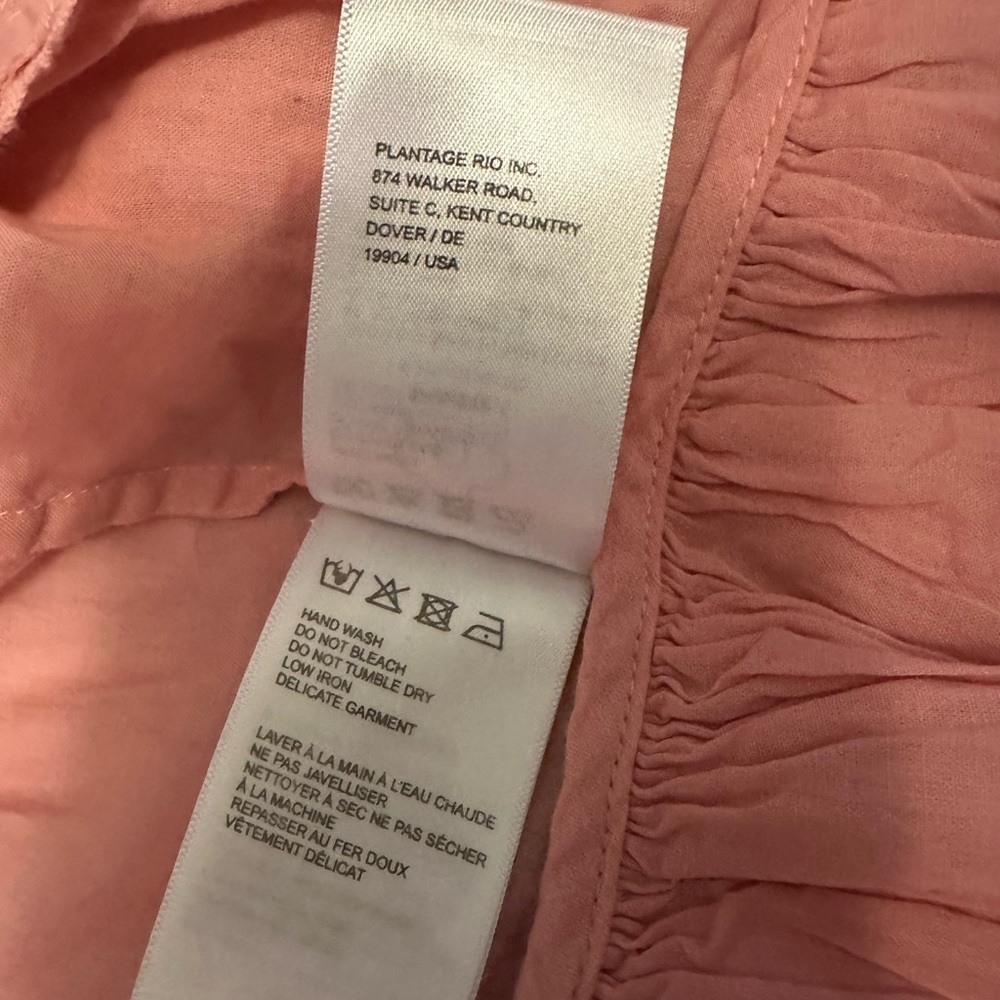 PLANTAGE RIO INC.
874 WALKER ROAD,
SUITE C, KENT COUNTRY
DOVER / DE
19904 / USA
HAND WASH
DO NOT BLEACH
DO NOT TUMBLE DRY
LOW IRON
DELICATE GARMENT
LAVER À LA MAIN À L'EAU CHAUDE
NE PAS JAVELLISER
NETTOYER À SEC NE PAS SÉCHER
À LA MACHINE
REPASSER AU FER DOUX
VÊTEMENT DÉLICAT